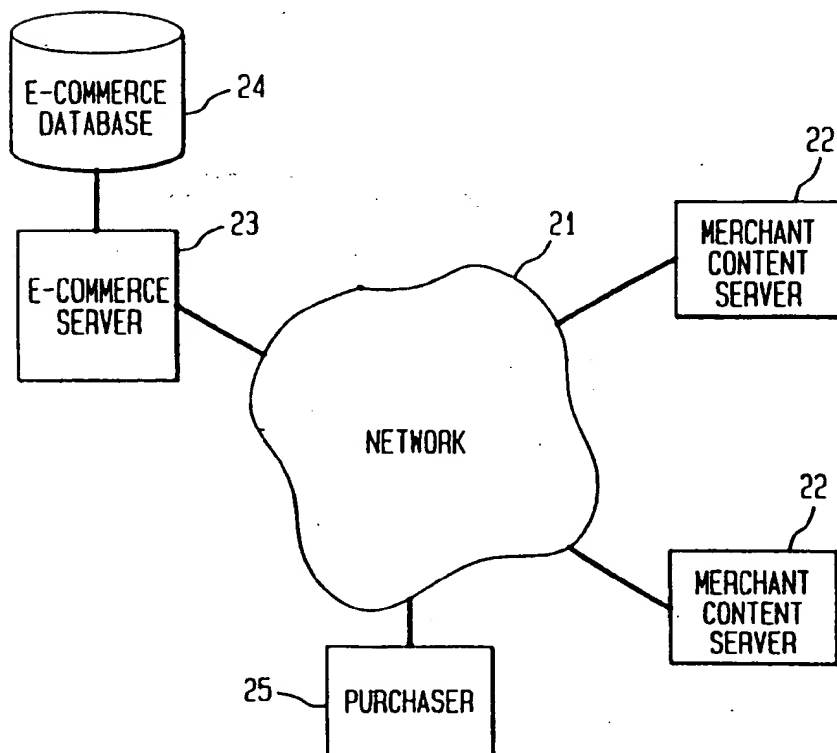 E-COMMERCE
DATABASE
24
23
E-COMMERCE
SERVER
21
NETWORK
22
MERCHANT
CONTENT
SERVER
22
MERCHANT
CONTENT
SERVER
25
PURCHASER